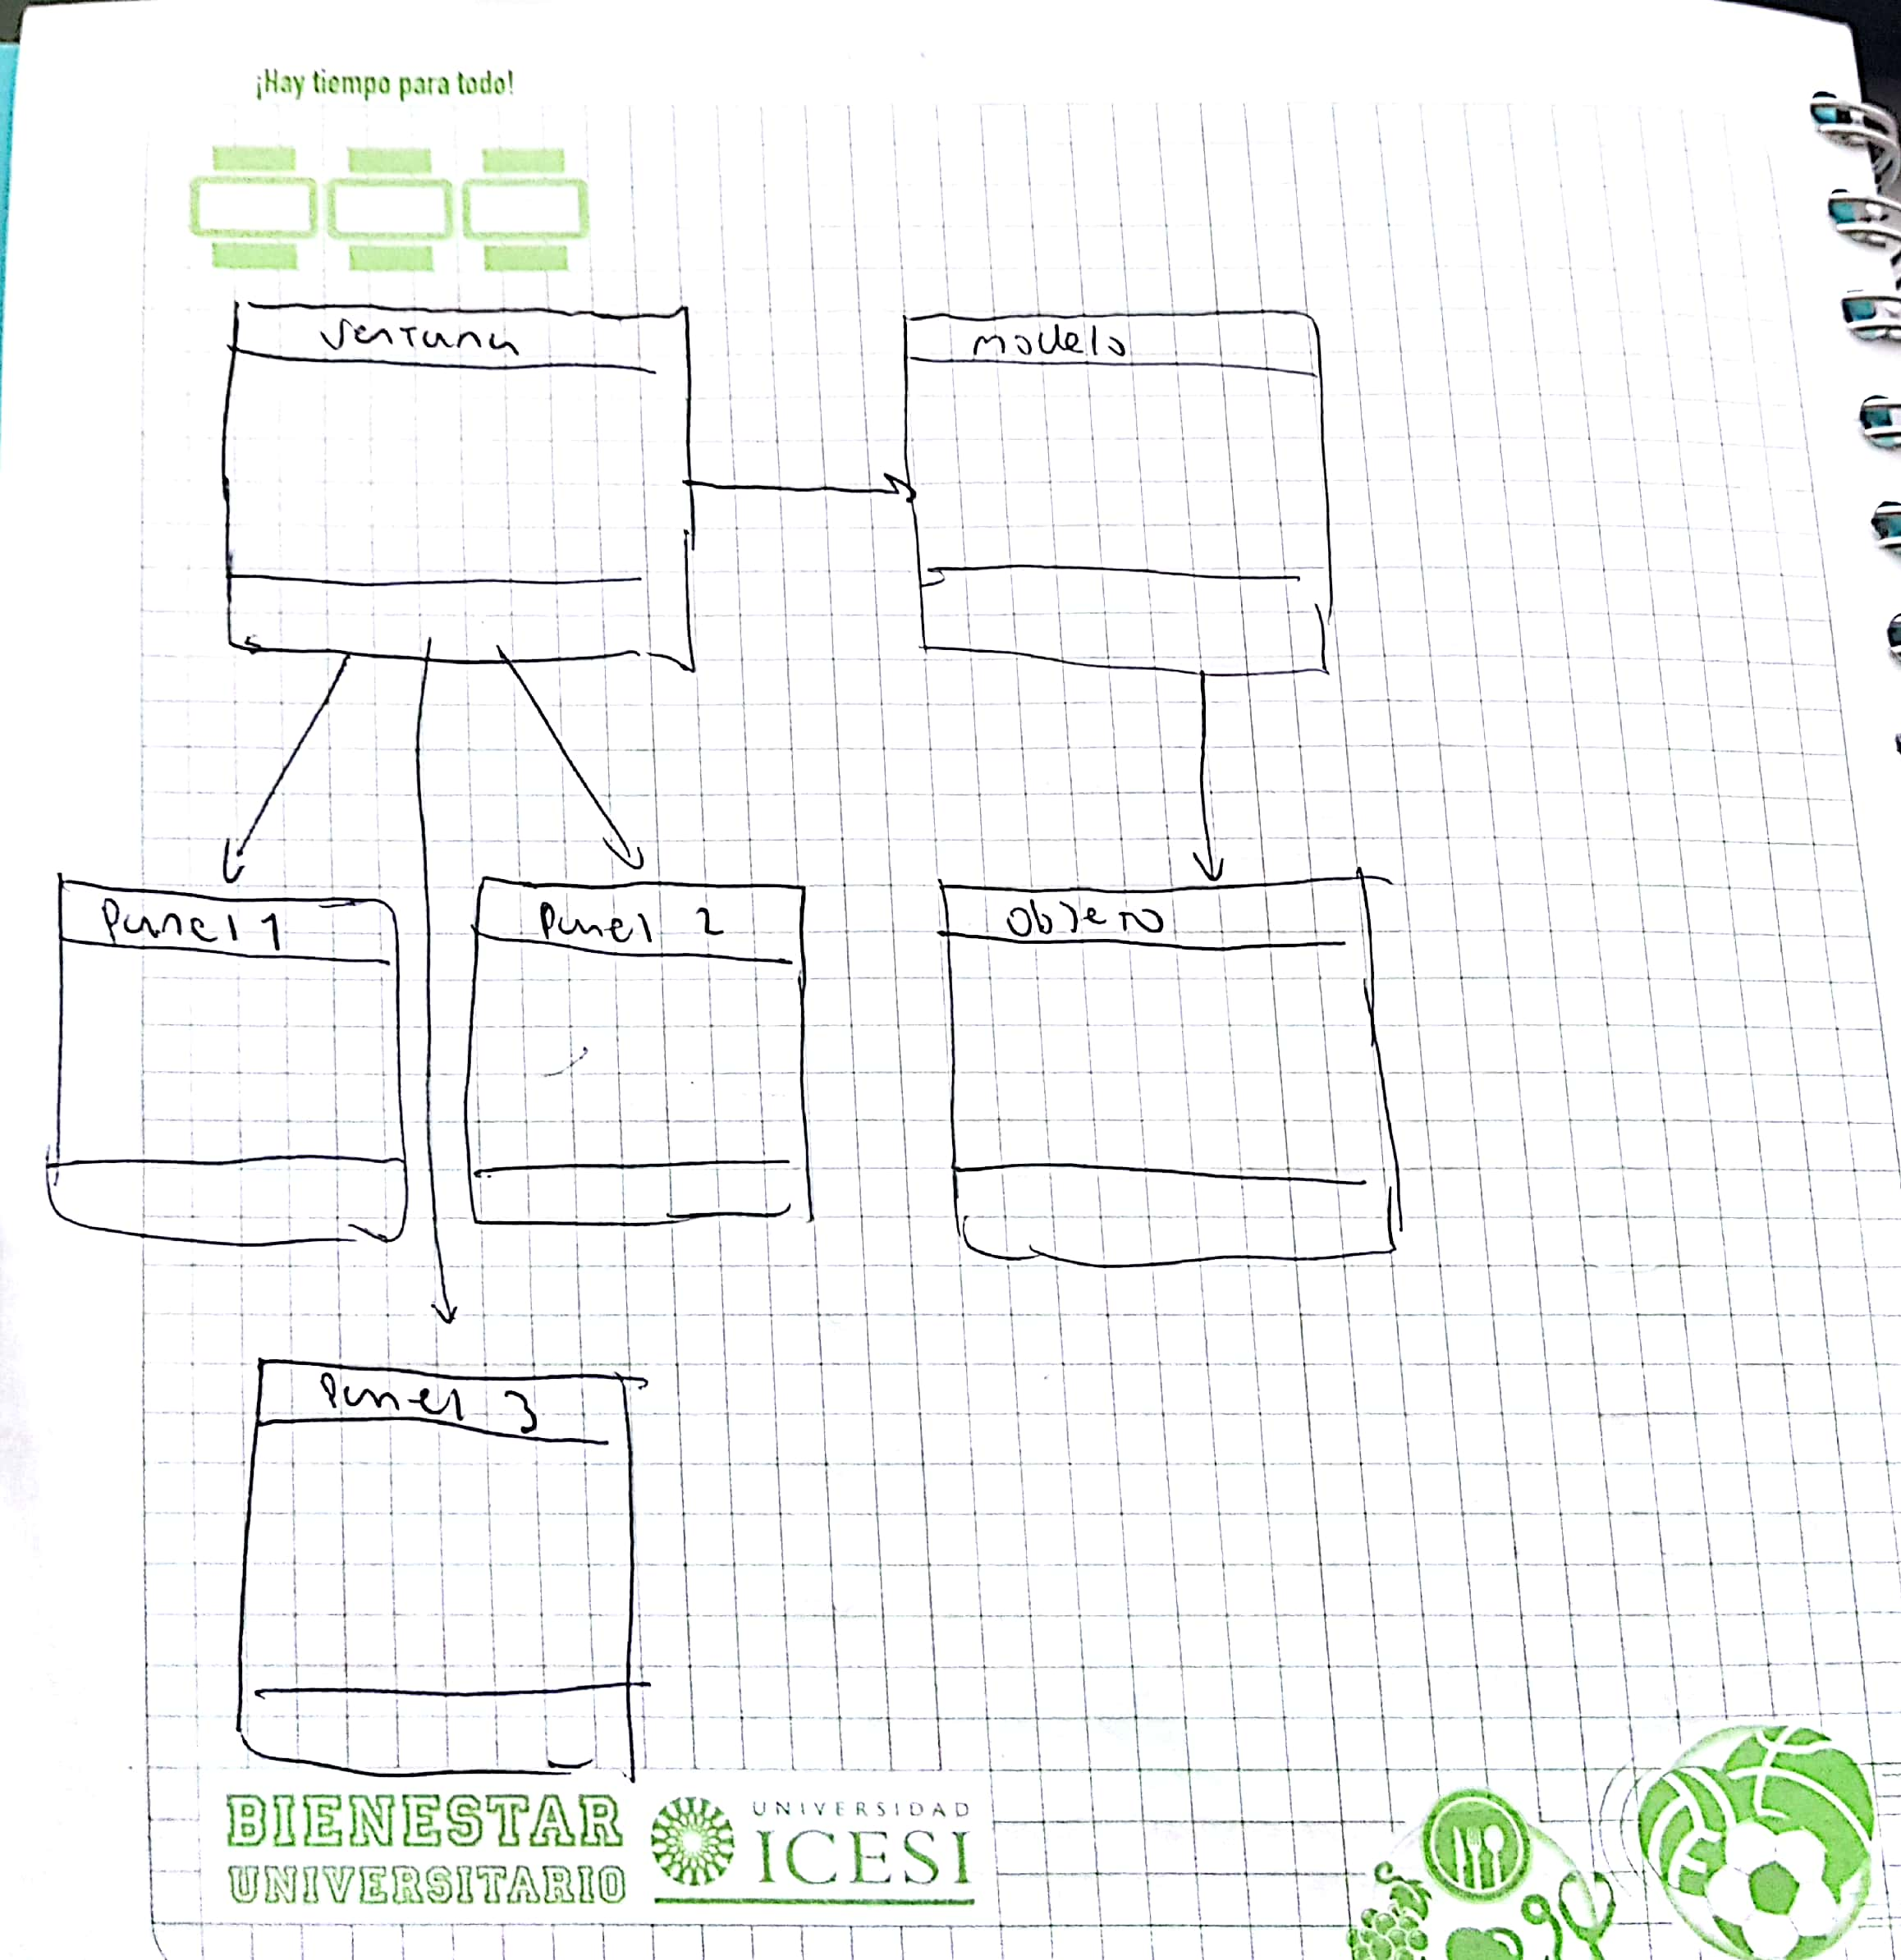 ¡Hay tiempo para todo!
ventana
modelo
Panel 1
Panel 2
objeto
Panel 3
BIENESTAR
UNIVERSITARIO
UNIVERSIDAD
ICESI